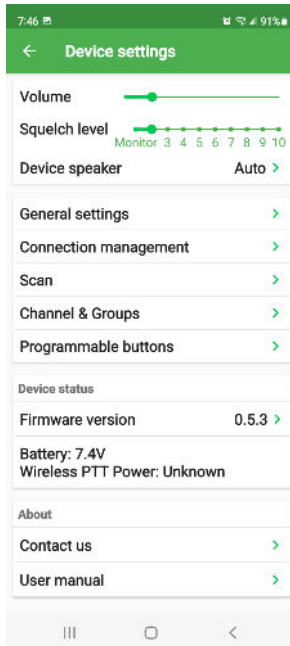 7:46 91%
Device settings
Volume
Squelch level
Monitor 3 4 5 6 7 8 9 10
Device speaker Auto
General settings
Connection management
Scan
Channel & Groups
Programmable buttons
Device status
Firmware version 0.5.3
Battery: 7.4V
Wireless PTT Power: Unknown
About
Contact us
User manual